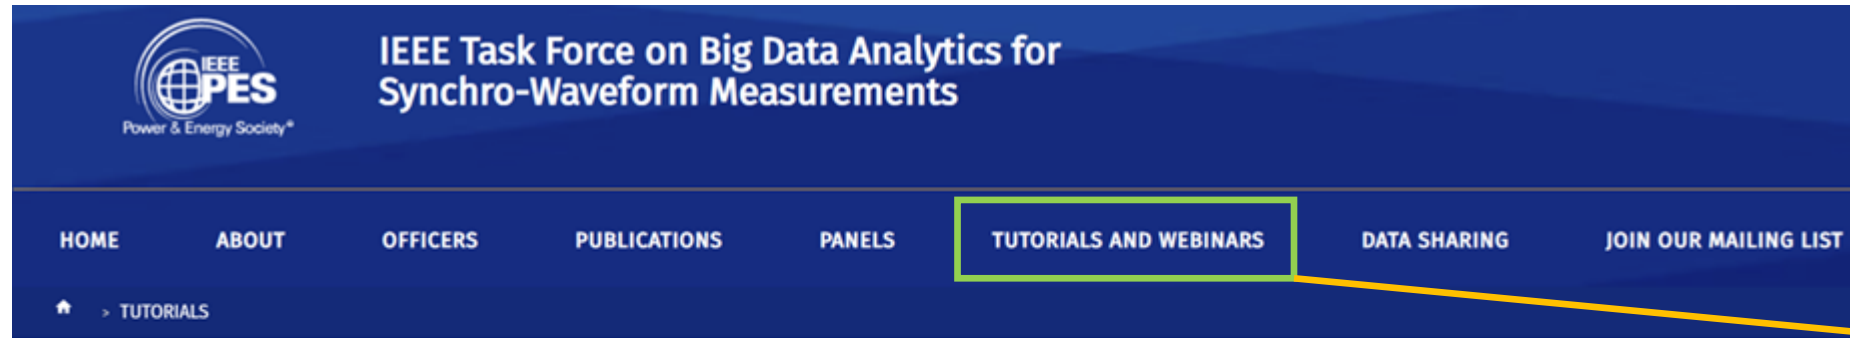 IEEE
PES
Power & Energy Society®
IEEE Task Force on Big Data Analytics for
Synchro-Waveform Measurements
HOME ABOUT OFFICERS PUBLICATIONS PANELS TUTORIALS AND WEBINARS DATA SHARING JOIN OUR MAILING LIST
> TUTORIALS